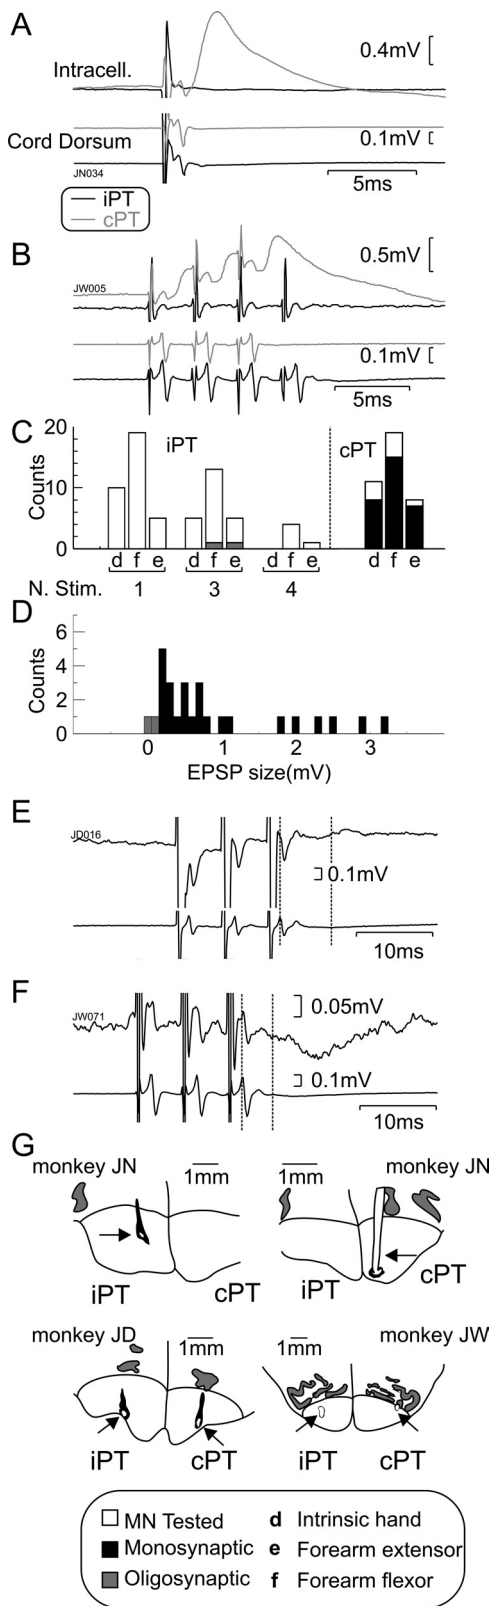 A
0.4mV
Intracell.
Cord Dorsum
0.1mV
JN034
5ms
iPT
cPT
B
0.5mV
JW005
0.1mV
5ms
C
20
iPT
cPT
Counts
10
0
d f e d f e d f e d f e
N. Stim. 1 3 4
D
6
Counts
4
2
0
0 1 2 3
EPSP size(mV)
E
JD016
0.1mV
10ms
F
0.05mV
JW071
0.1mV
10ms
G
monkey JN
1mm
1mm
monkey JN
iPT
cPT
iPT
cPT
monkey JD
1mm
1mm
monkey JW
iPT
cPT
iPT
cPT
MN Tested d Intrinsic hand
Monosynaptic e Forearm extensor
Oligosynaptic f Forearm flexor